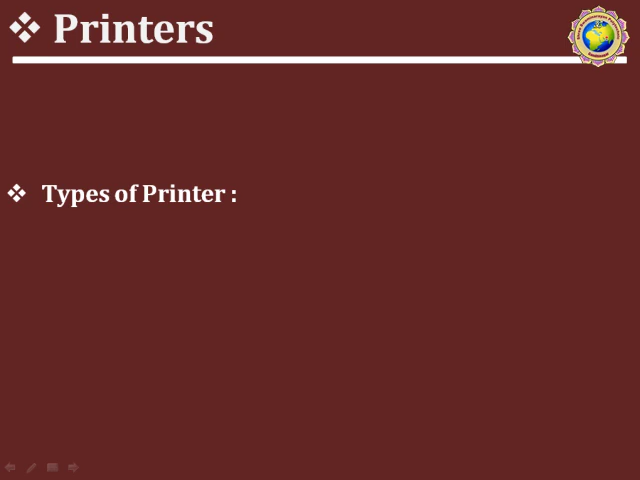 ❖ Printers
❖ Types of Printer :